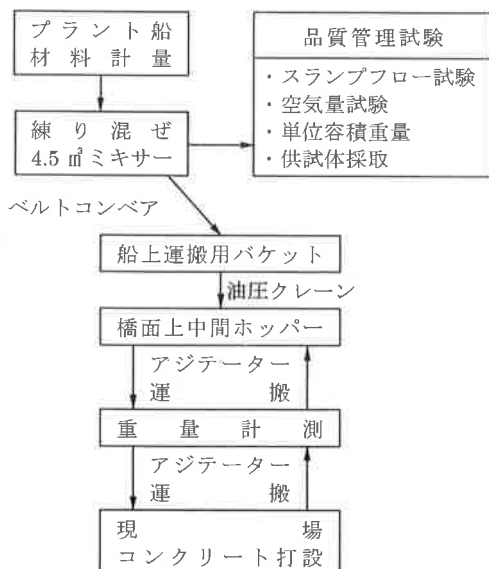 プラント船
材料計量
品質管理試験
・スランプフロー試験
・空気量試験
・単位容積重量
・供試体採取
練り混ぜ
4.5 ㎥ミキサー
ベルトコンベア
船上運搬用バケット
油圧クレーン
橋面上中間ホッパー
アジテーター
運搬
重量計測
アジテーター
運搬
現場
コンクリート打設